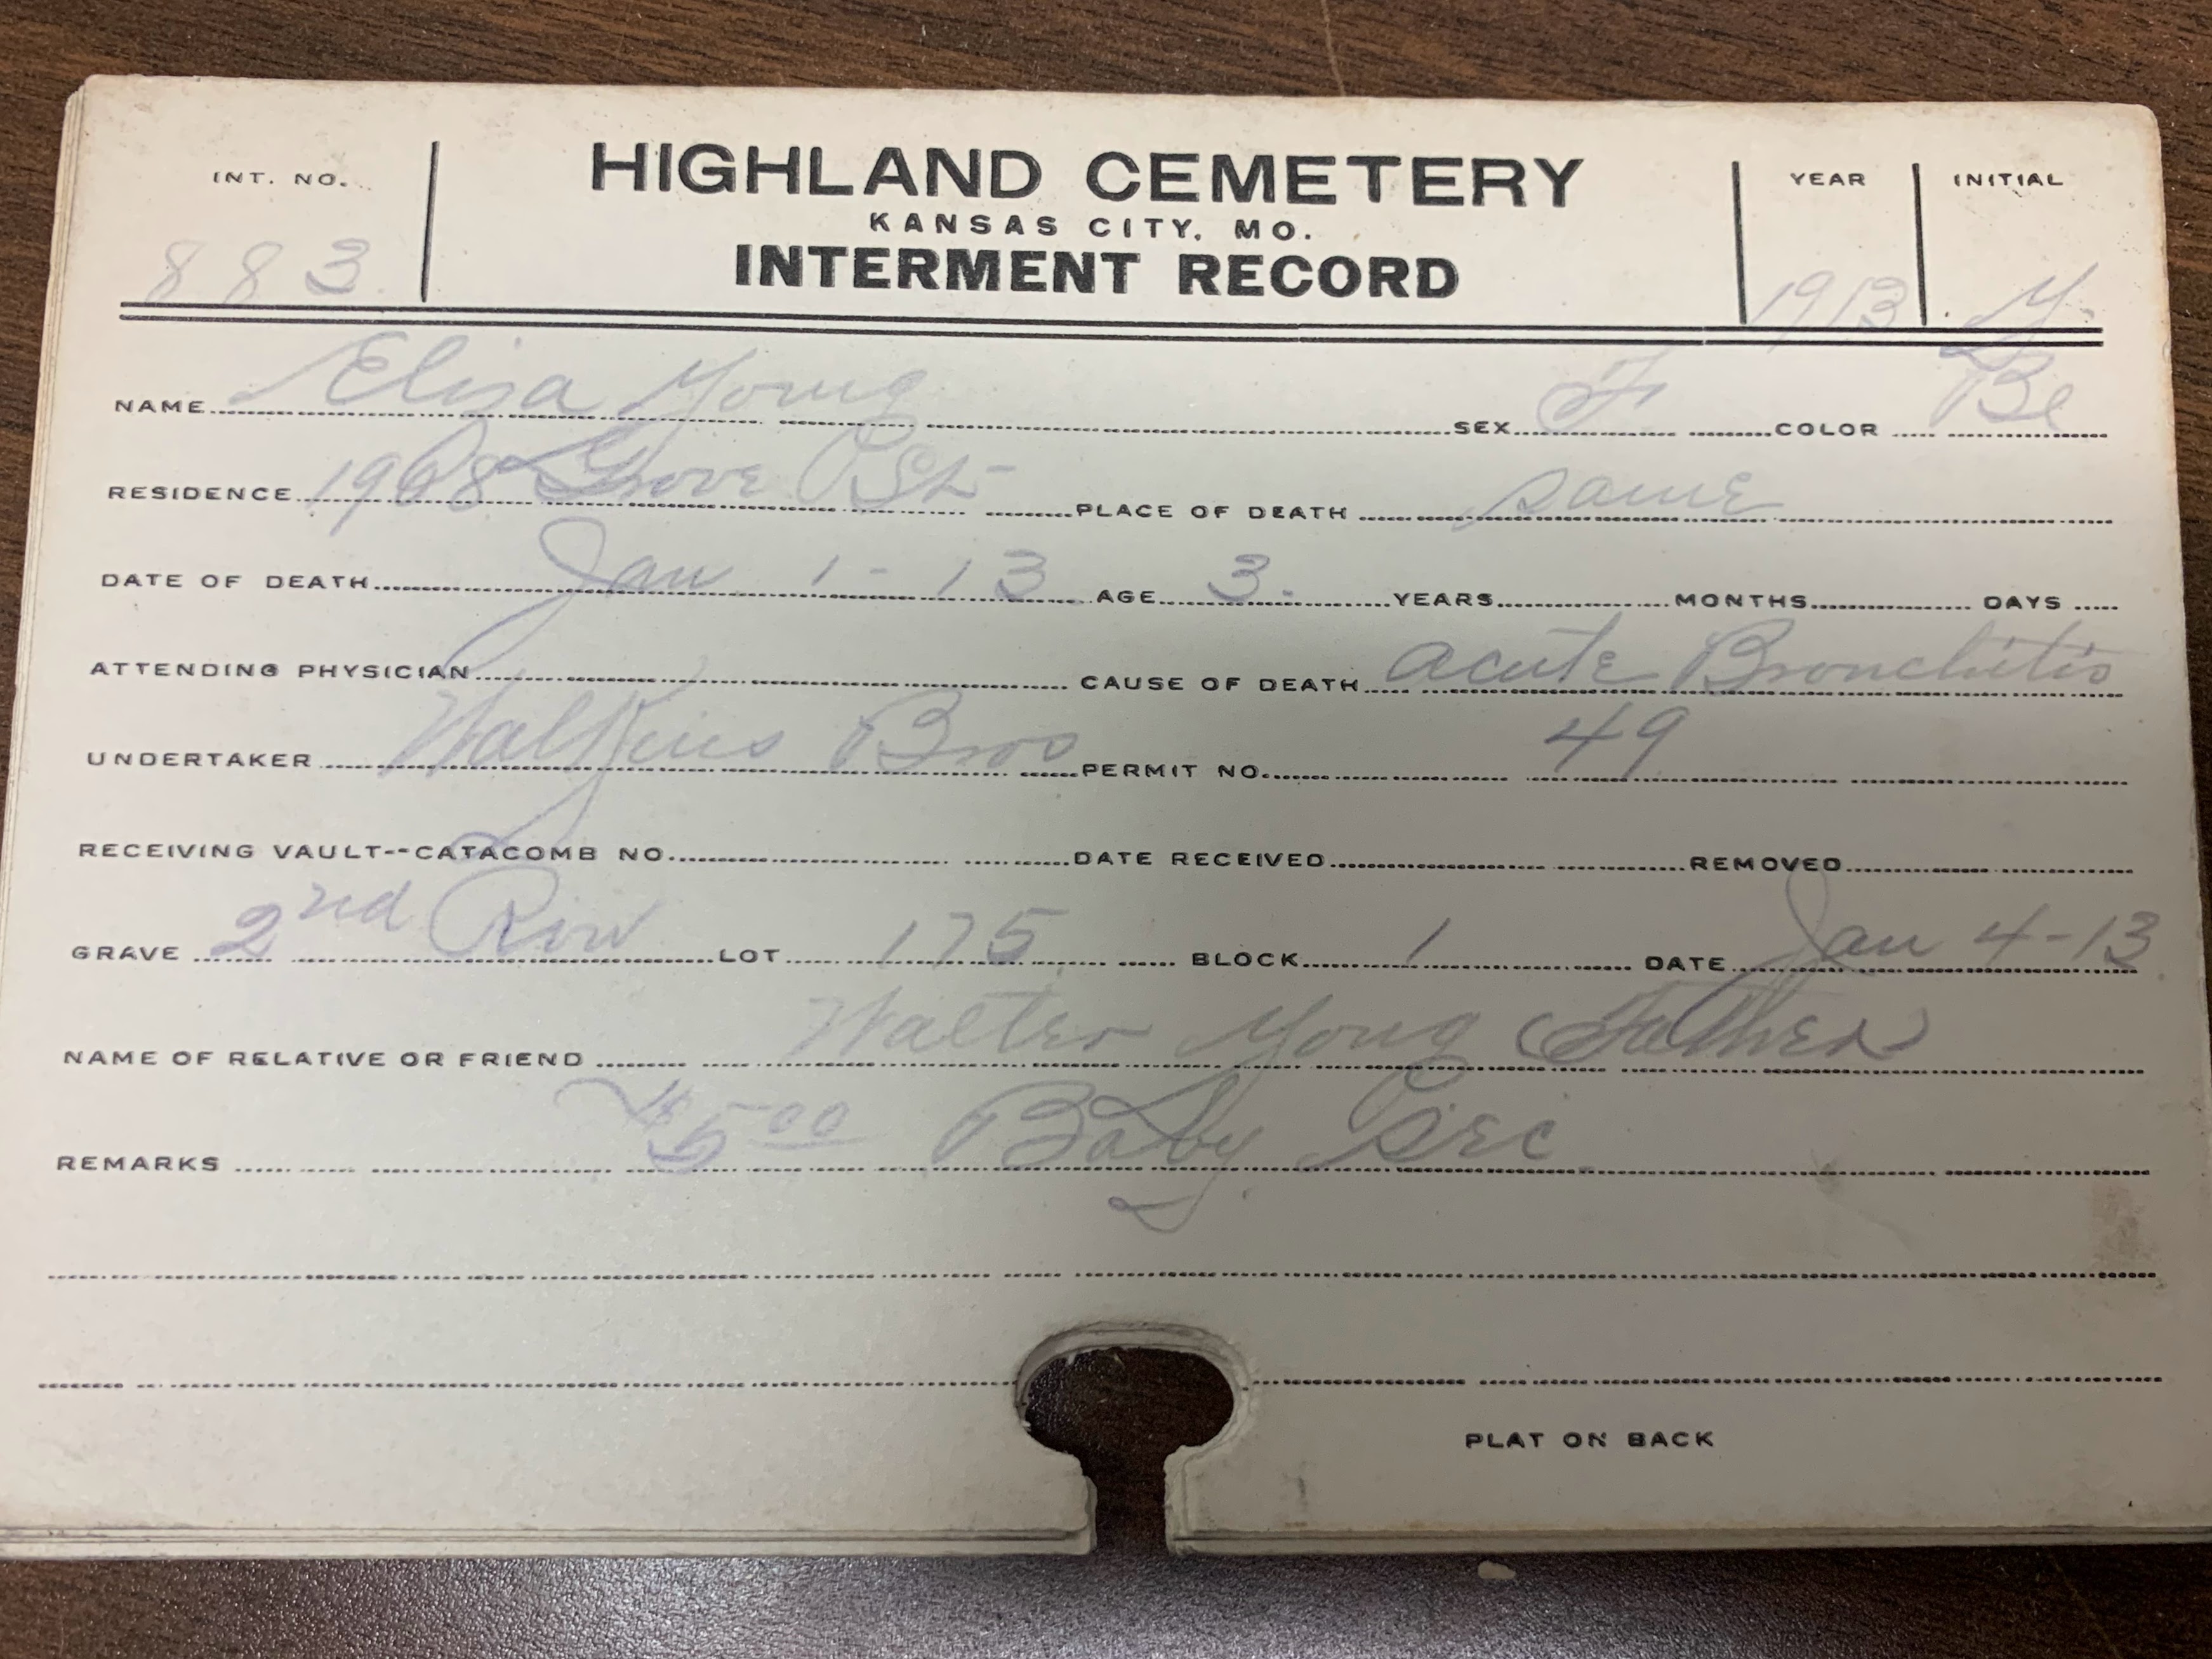 INT. NO. HIGHLAND CEMETERY YEAR INITIAL
KANSAS CITY, MO.
883. INTERMENT RECORD 1913 Y.
NAME Elisa Young SEX F. COLOR Be
RESIDENCE 1968 Grove St PLACE OF DEATH same
DATE OF DEATH Jan 1-13 AGE 3. YEARS MONTHS DAYS
ATTENDING PHYSICIAN CAUSE OF DEATH acute Bronchitis
UNDERTAKER Watkins Bros PERMIT NO. 49
RECEIVING VAULT--CATACOMB NO. DATE RECEIVED REMOVED
GRAVE 2nd Row LOT 175 BLOCK 1 DATE Jan 4-13
NAME OF RELATIVE OR FRIEND Walter Young (Father)
REMARKS $5.00 Baby Sec
PLAT ON BACK